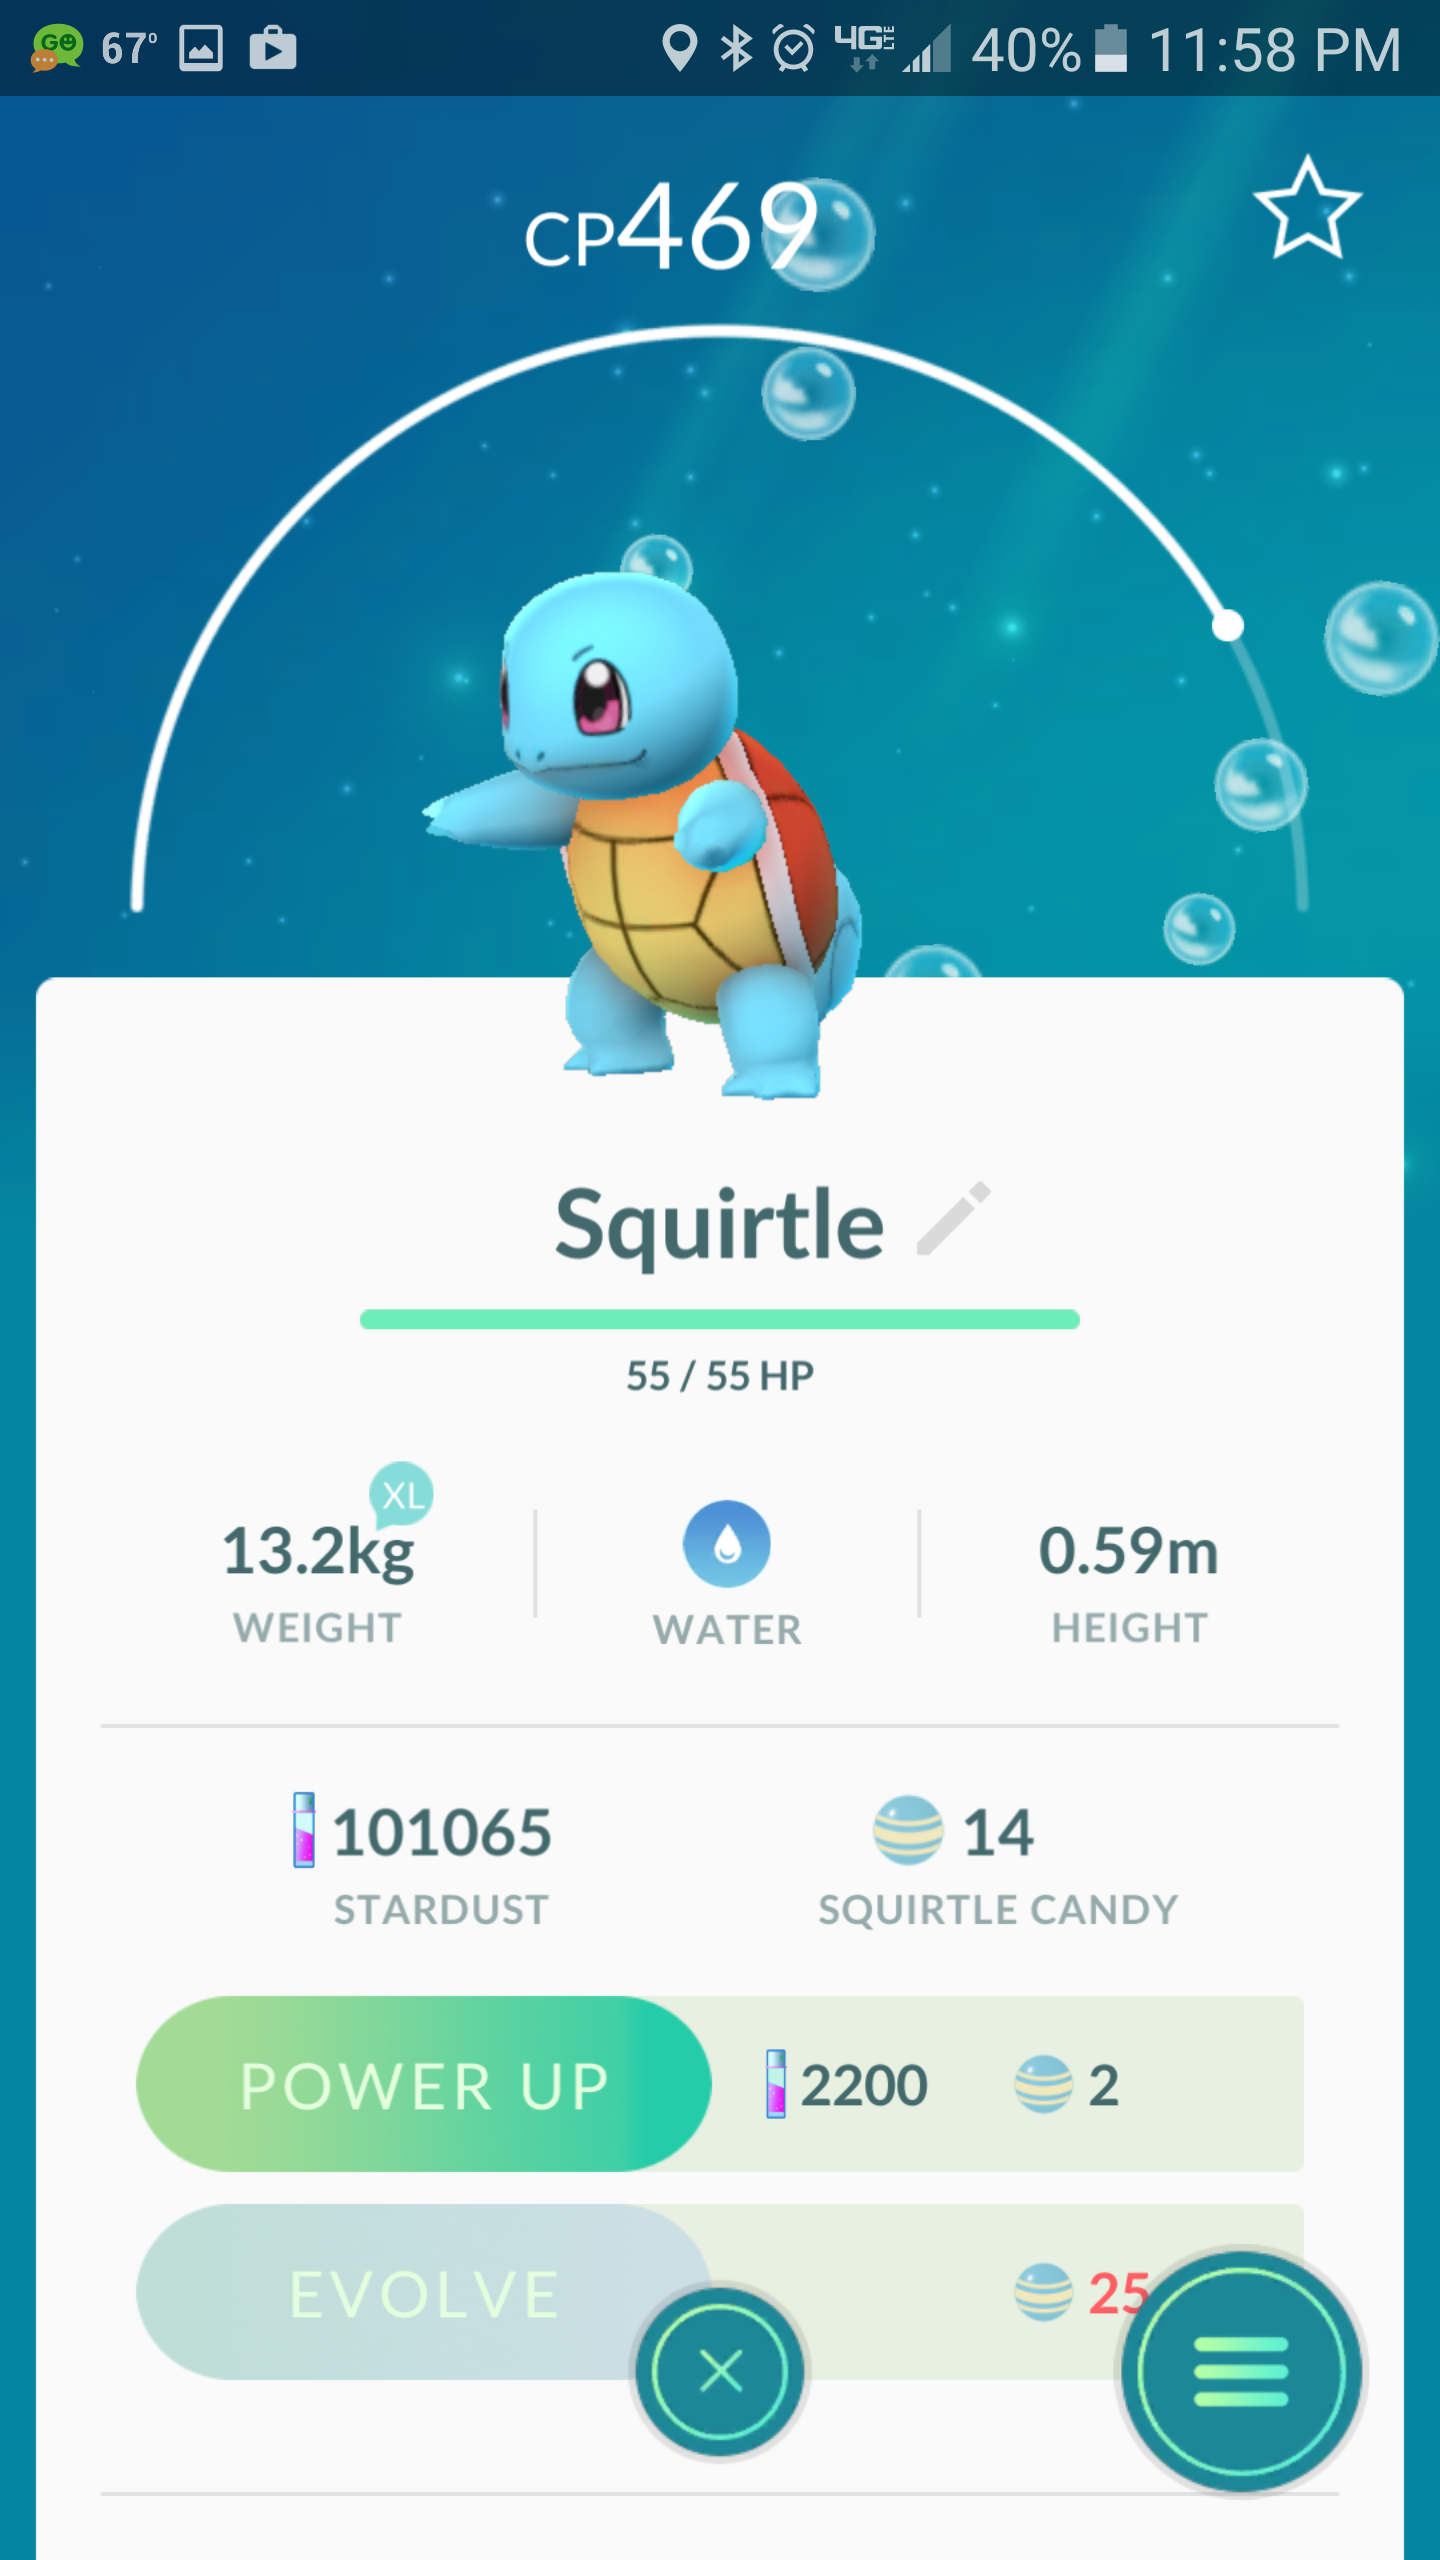 GO 67° 4G LTE 40% 11:58 PM
CP469
Squirtle
55 / 55 HP
XL
13.2kg 0.59m
WEIGHT WATER HEIGHT
101065 14
STARDUST SQUIRTLE CANDY
POWER UP 2200 2
EVOLVE 25